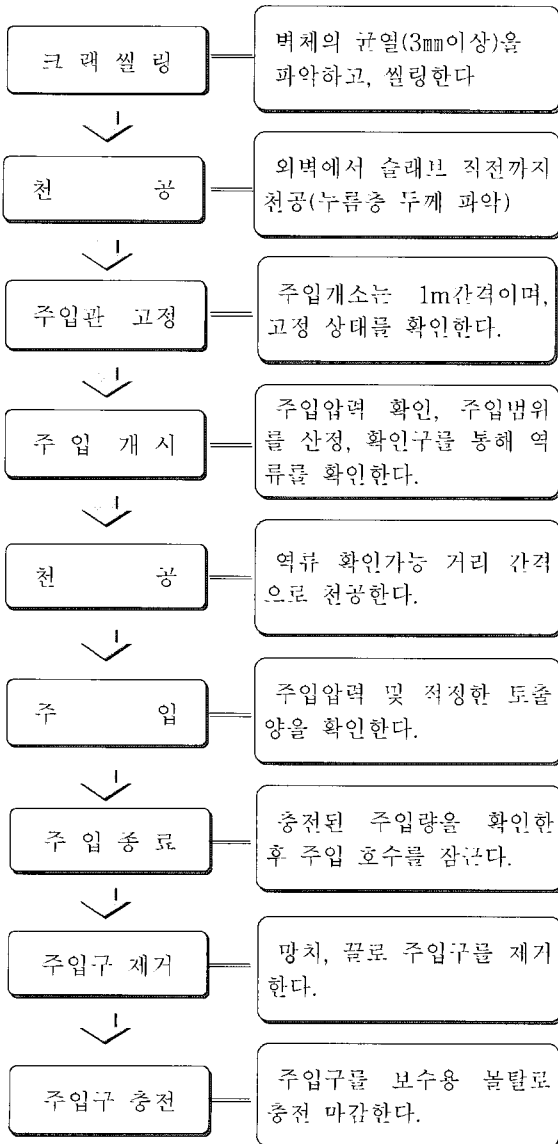 크 랙 씰 링
벽체의 균열(3㎜이상)을
파악하고, 씰링한다
천 공
외벽에서 슬래브 직전까지
천공(누름층 두께 파악)
주입관 고정
주입개소는 1m간격이며,
고정 상태를 확인한다.
주 입 개 시
주입압력 확인, 주입범위
를 산정, 확인구를 통해 역
류를 확인한다.
천 공
역류 확인가능 거리 간격
으로 천공한다.
주 입
주입압력 및 적정한 토출
양을 확인한다.
주 입 종 료
충전된 주입량을 확인한
후 주입 호수를 잠근다.
주입구 제거
망치, 끌로 주입구를 제거
한다.
주입구 충전
주입구를 보수용 몰탈로
충전 마감한다.